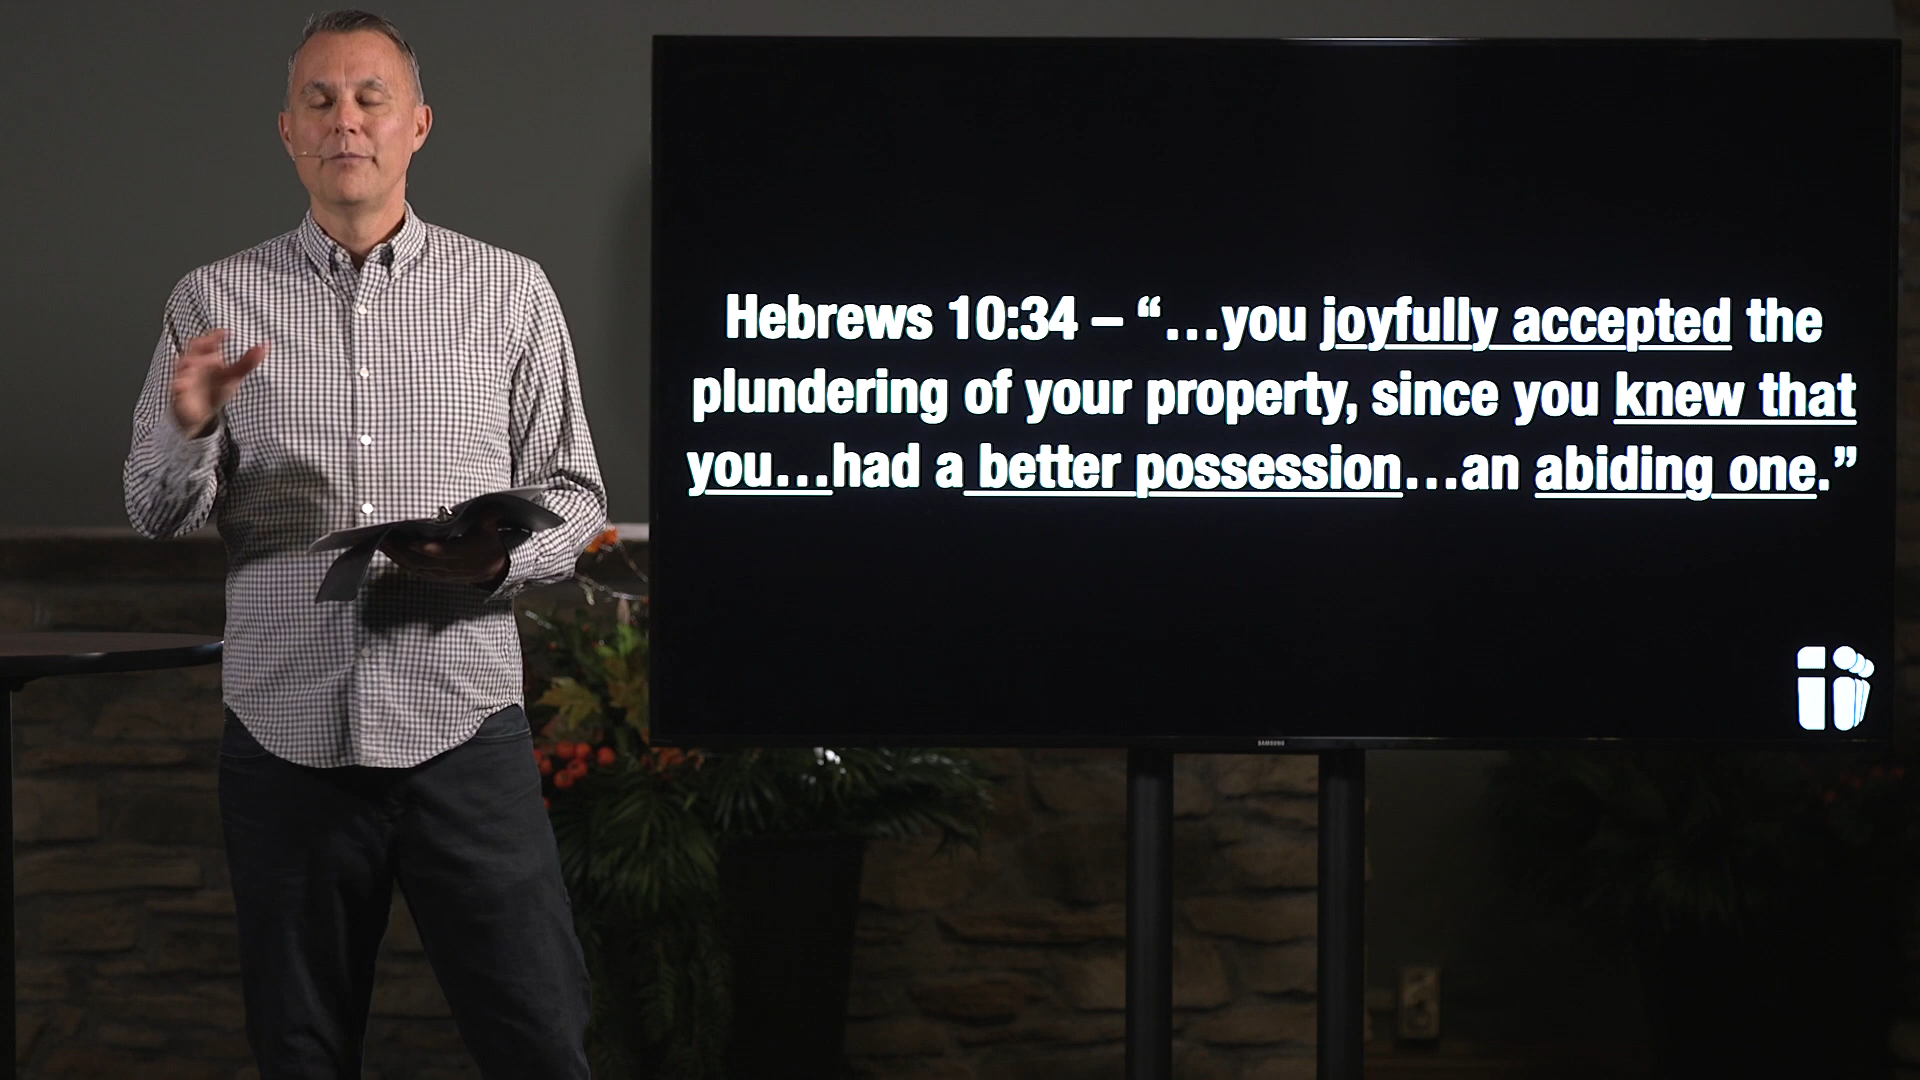 Hebrews 10:34 – “…you joyfully accepted the
plundering of your property, since you knew that
you…had a better possession…an abiding one.”
SAMSUNG